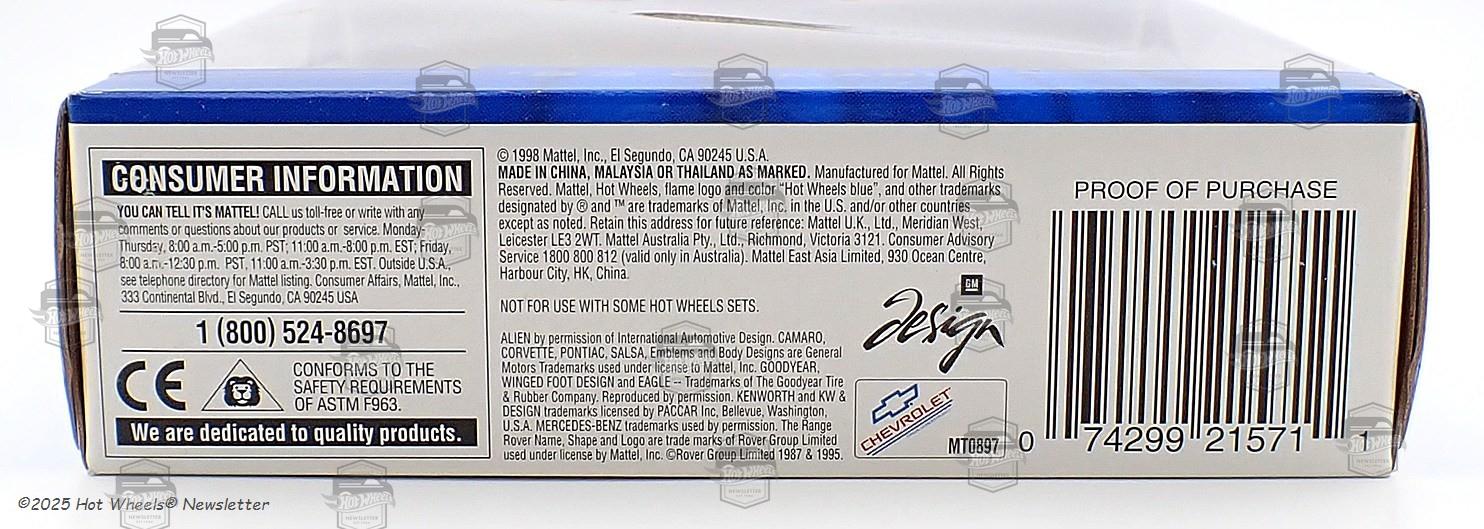 CONSUMER INFORMATION
YOU CAN TELL IT'S MATTEL! CALL us toll-free or write with any
comments or questions about our products or service. Monday-
Thursday, 8:00 a.m.-5:00 p.m. PST; 11:00 a.m.-8:00 p.m. EST; Friday,
8:00 a.m.-12:30 p.m. PST, 11:00 a.m.-3:30 p.m. EST. Outside U.S.A.,
see telephone directory for Mattel listing. Consumer Affairs, Mattel, Inc.,
333 Continental Blvd., El Segundo, CA 90245 USA
1 (800) 524-8697
CE
CONFORMS TO THE
SAFETY REQUIREMENTS
OF ASTM F963.
We are dedicated to quality products.
© 1998 Mattel, Inc., El Segundo, CA 90245 U.S.A.
MADE IN CHINA, MALAYSIA OR THAILAND AS MARKED. Manufactured for Mattel. All Rights
Reserved. Mattel, Hot Wheels, flame logo and color "Hot Wheels blue", and other trademarks
designated by ® and ™ are trademarks of Mattel, Inc. in the U.S. and/or other countries
except as noted. Retain this address for future reference: Mattel U.K., Ltd., Meridian West,
Leicester LE3 2WT. Mattel Australia Pty., Ltd., Richmond, Victoria 3121. Consumer Advisory
Service 1800 800 812 (valid only in Australia). Mattel East Asia Limited, 930 Ocean Centre,
Harbour City, HK, China.
NOT FOR USE WITH SOME HOT WHEELS SETS.
ALIEN by permission of International Automotive Design. CAMARO,
CORVETTE, PONTIAC, SALSA, Emblems and Body Designs are General
Motors Trademarks used under license to Mattel, Inc. GOODYEAR,
WINGED FOOT DESIGN and EAGLE -- Trademarks of The Goodyear Tire
& Rubber Company. Reproduced by permission. KENWORTH and KW &
DESIGN trademarks licensed by PACCAR Inc, Bellevue, Washington,
U.S.A. MERCEDES-BENZ trademarks used by permission. The Range
Rover Name, Shape and Logo are trade marks of Rover Group Limited
used under license by Mattel, Inc. ©Rover Group Limited 1987 & 1995.
GM
design
CHEVROLET
MT0897
PROOF OF PURCHASE
0 74299 21571 1
©2025 Hot Wheels® Newsletter
HOT WHEELS
NEWSLETTER